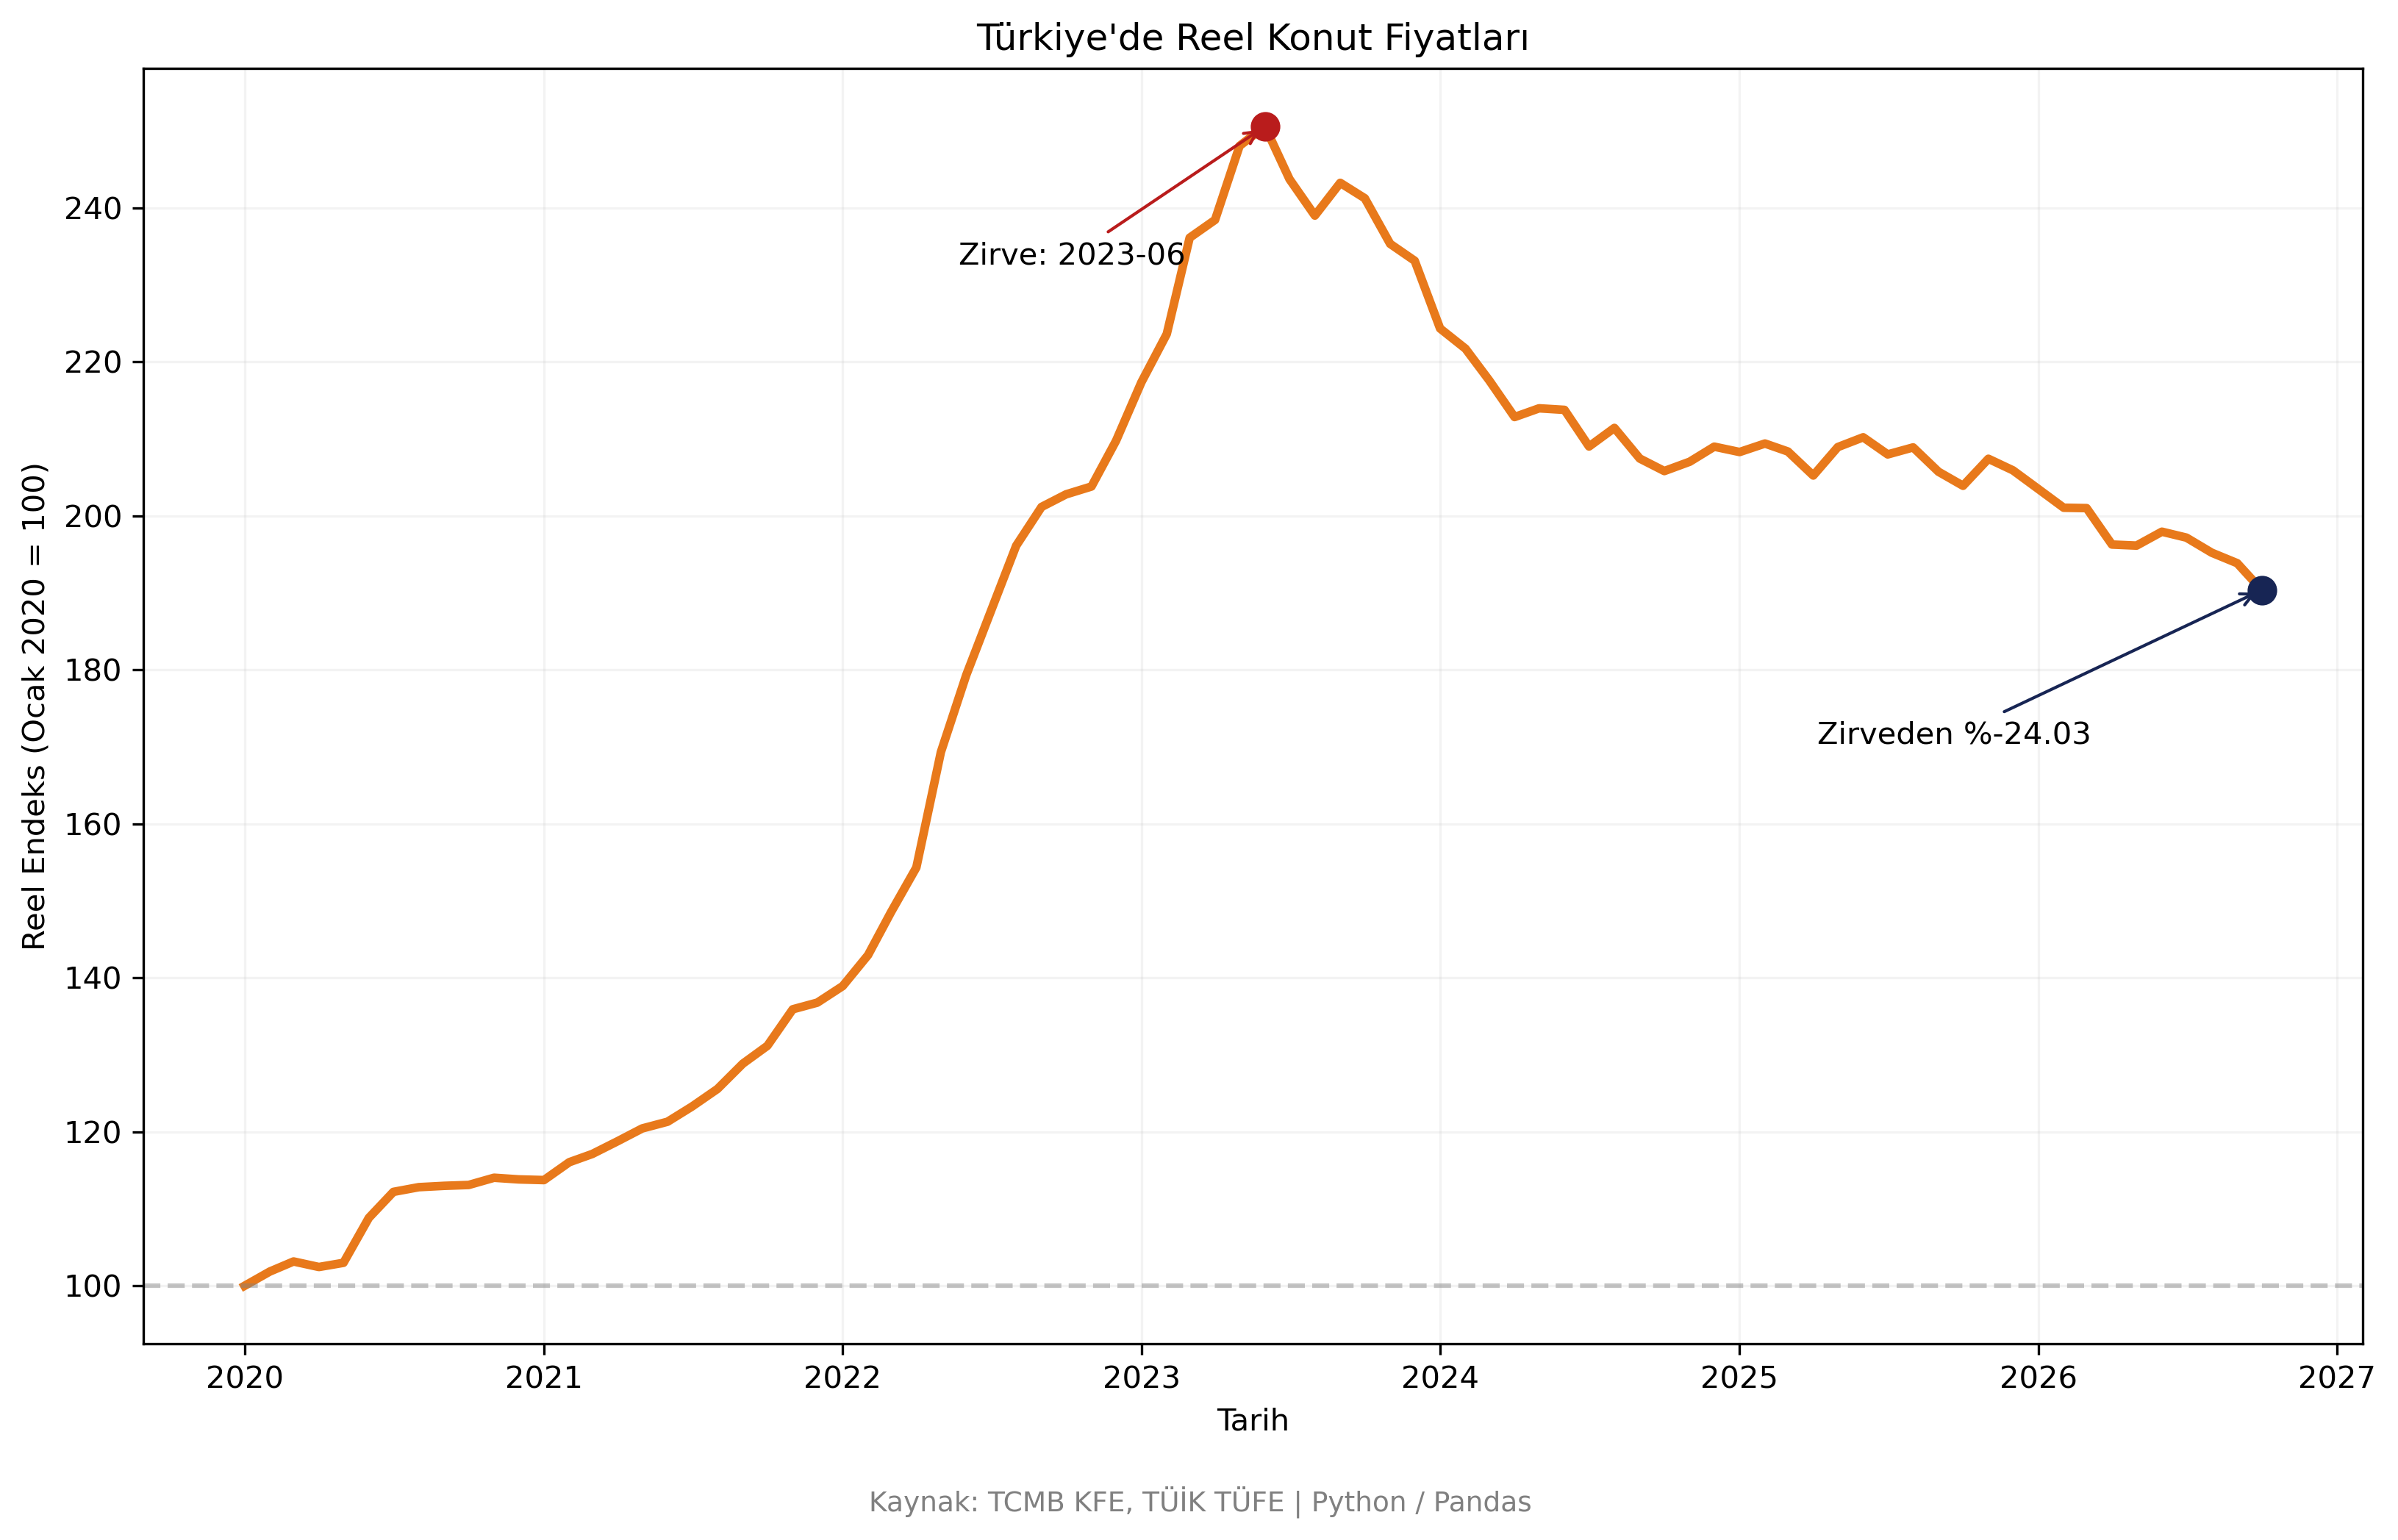 Türkiye'de Reel Konut Fiyatları
Reel Endeks (Ocak 2020 = 100)
240
220
200
180
160
140
120
100
Zirve: 2023-06
Zirveden %-24.03
2020 2021 2022 2023 2024 2025 2026 2027
Tarih
Kaynak: TCMB KFE, TÜİK TÜFE | Python / Pandas